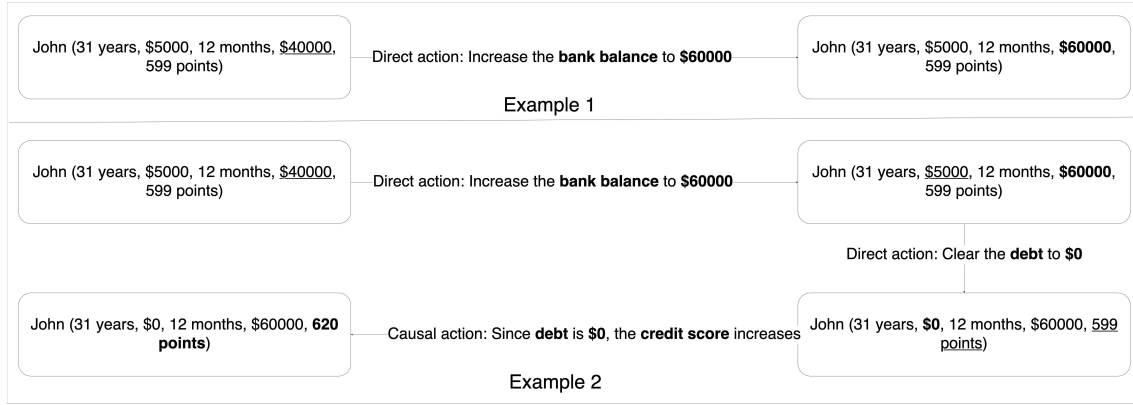 John (31 years, $5000, 12 months, $40000,
599 points)
Direct action: Increase the bank balance to $60000
John (31 years, $5000, 12 months, $60000,
599 points)
Example 1
John (31 years, $5000, 12 months, $40000,
599 points)
Direct action: Increase the bank balance to $60000
John (31 years, $5000, 12 months, $60000,
599 points)
Direct action: Clear the debt to $0
John (31 years, $0, 12 months, $60000, 599
points)
Causal action: Since debt is $0, the credit score increases
John (31 years, $0, 12 months, $60000, 620
points)
Example 2